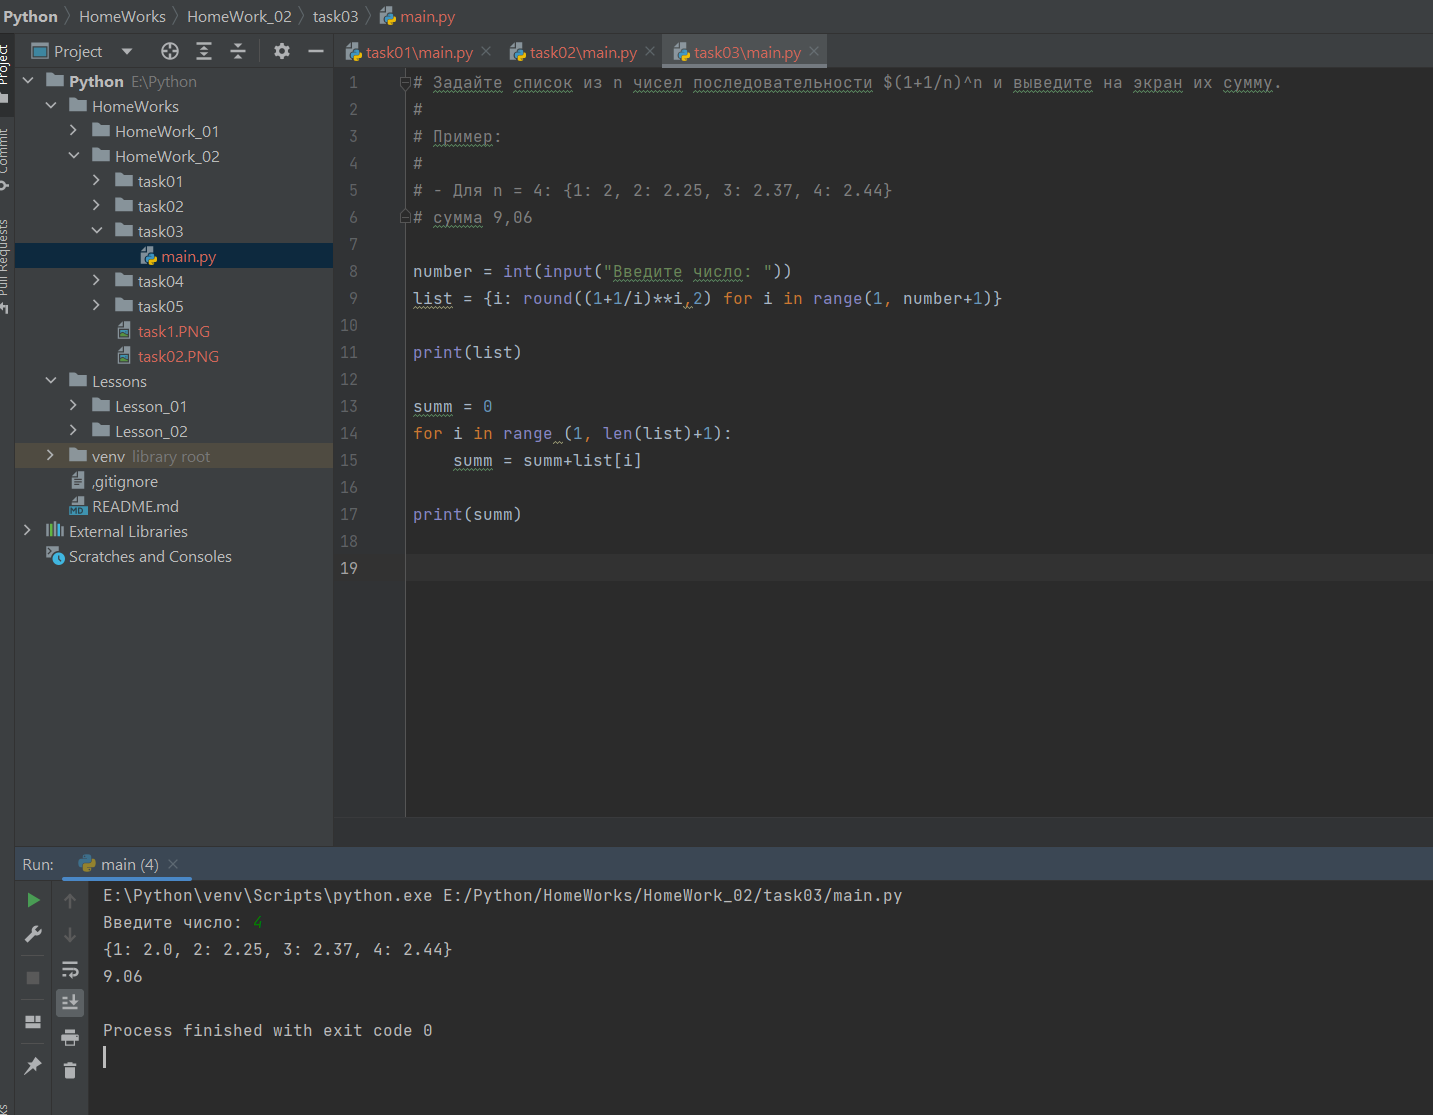 Python HomeWorks HomeWork_02 task03 main.py
Project
task01\main.py task02\main.py task03\main.py
Project
Commit
Pull Requests
Python E:\Python
HomeWorks
HomeWork_01
HomeWork_02
task01
task02
task03
main.py
task04
task05
task1.PNG
task02.PNG
Lessons
Lesson_01
Lesson_02
venv library root
,gitignore
README.md
External Libraries
Scratches and Consoles
1 # Задайте список из n чисел последовательности $(1+1/n)^n и выведите на экран их сумму.
2 #
3 # Пример:
4 #
5 # - Для n = 4: {1: 2, 2: 2.25, 3: 2.37, 4: 2.44}
6 # сумма 9,06
7
8 number = int(input("Введите число: "))
9 list = {i: round((1+1/i)**i,2) for i in range(1, number+1)}
10
11 print(list)
12
13 summ = 0
14 for i in range (1, len(list)+1):
15     summ = summ+list[i]
16
17 print(summ)
18
19
Run: main (4)
E:\Python\venv\Scripts\python.exe E:/Python/HomeWorks/HomeWork_02/task03/main.py
Введите число: 4
{1: 2.0, 2: 2.25, 3: 2.37, 4: 2.44}
9.06
Process finished with exit code 0